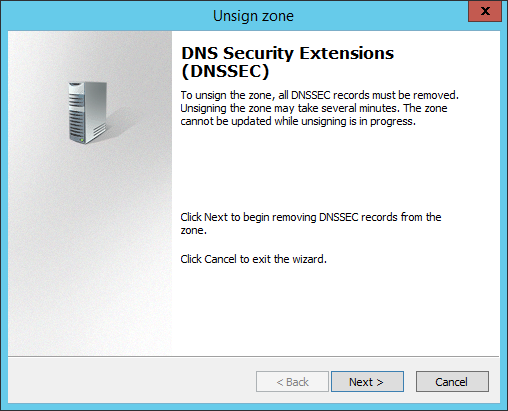 Unsign zone
x
DNS Security Extensions
(DNSSEC)
To unsign the zone, all DNSSEC records must be removed.
Unsigning the zone may take several minutes. The zone
cannot be updated while unsigning is in progress.
Click Next to begin removing DNSSEC records from the
zone.
Click Cancel to exit the wizard.
< Back
Next >
Cancel